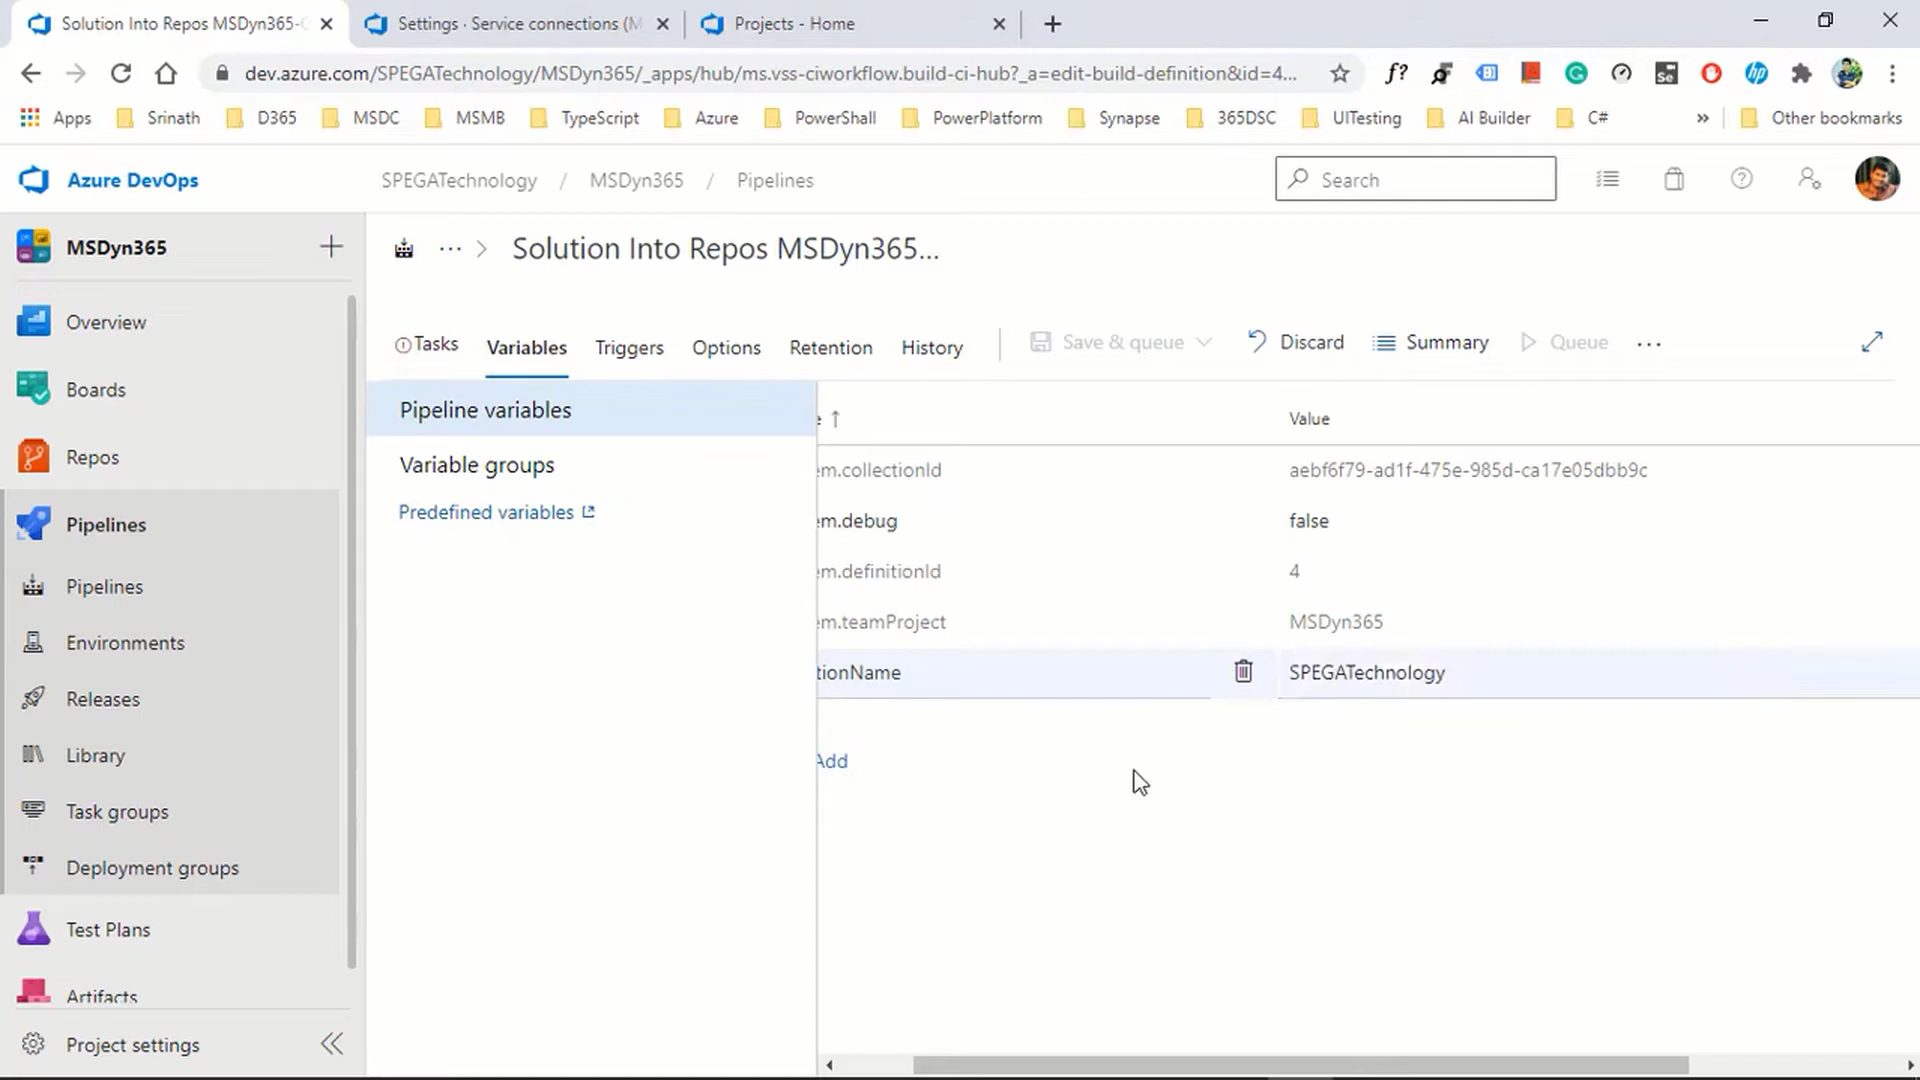 Solution Into Repos MSDyn365-
Settings · Service connections (M
Projects - Home
dev.azure.com/SPEGATechnology/MSDyn365/_apps/hub/ms.vss-ciworkflow.build-ci-hub?_a=edit-build-definition&id=4...
f?
Se
Apps
Srinath
D365
MSDC
MSMB
TypeScript
Azure
PowerShall
PowerPlatform
Synapse
365DSC
UITesting
AI Builder
C#
»
Other bookmarks
Azure DevOps
SPEGATechnology / MSDyn365 / Pipelines
Search
MSDyn365
... > Solution Into Repos MSDyn365...
Tasks
Variables
Triggers
Options
Retention
History
Save & queue
Discard
Summary
Queue
...
Overview
Boards
Repos
Pipelines
Pipelines
Environments
Releases
Library
Task groups
Deployment groups
Test Plans
Artifacts
Project settings
Pipeline variables
Variable groups
Predefined variables
e ↑ Value
em.collectionId aebf6f79-ad1f-475e-985d-ca17e05dbb9c
em.debug false
em.definitionId 4
em.teamProject MSDyn365
tionName SPEGATechnology
Add